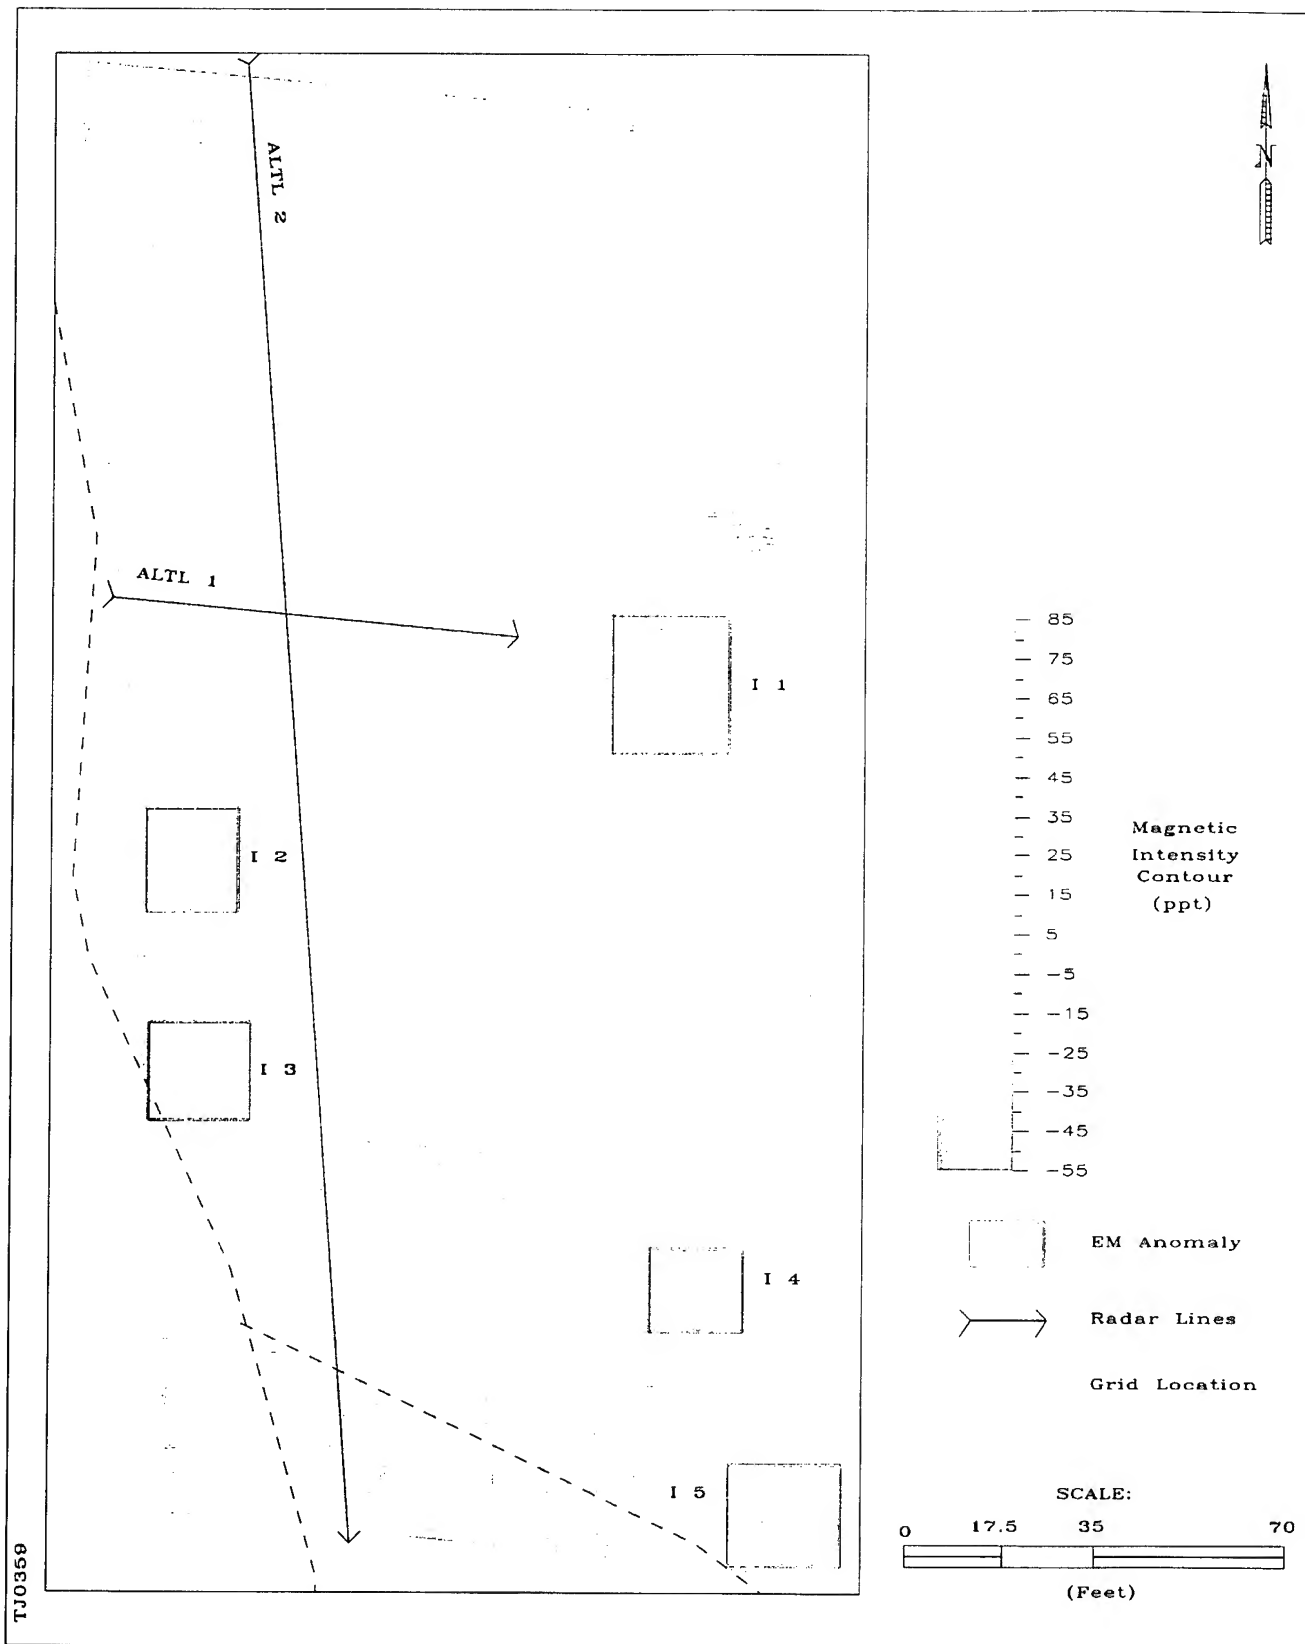 N
ALTL 2
ALTL 1
I 1
I 2
I 3
I 4
I 5
85
75
65
55
45
35
25
15
5
-5
-15
-25
-35
-45
-55
Magnetic
Intensity
Contour
(ppt)
EM Anomaly
Radar Lines
Grid Location
SCALE:
0 17.5 35 70
(Feet)
TJ0359